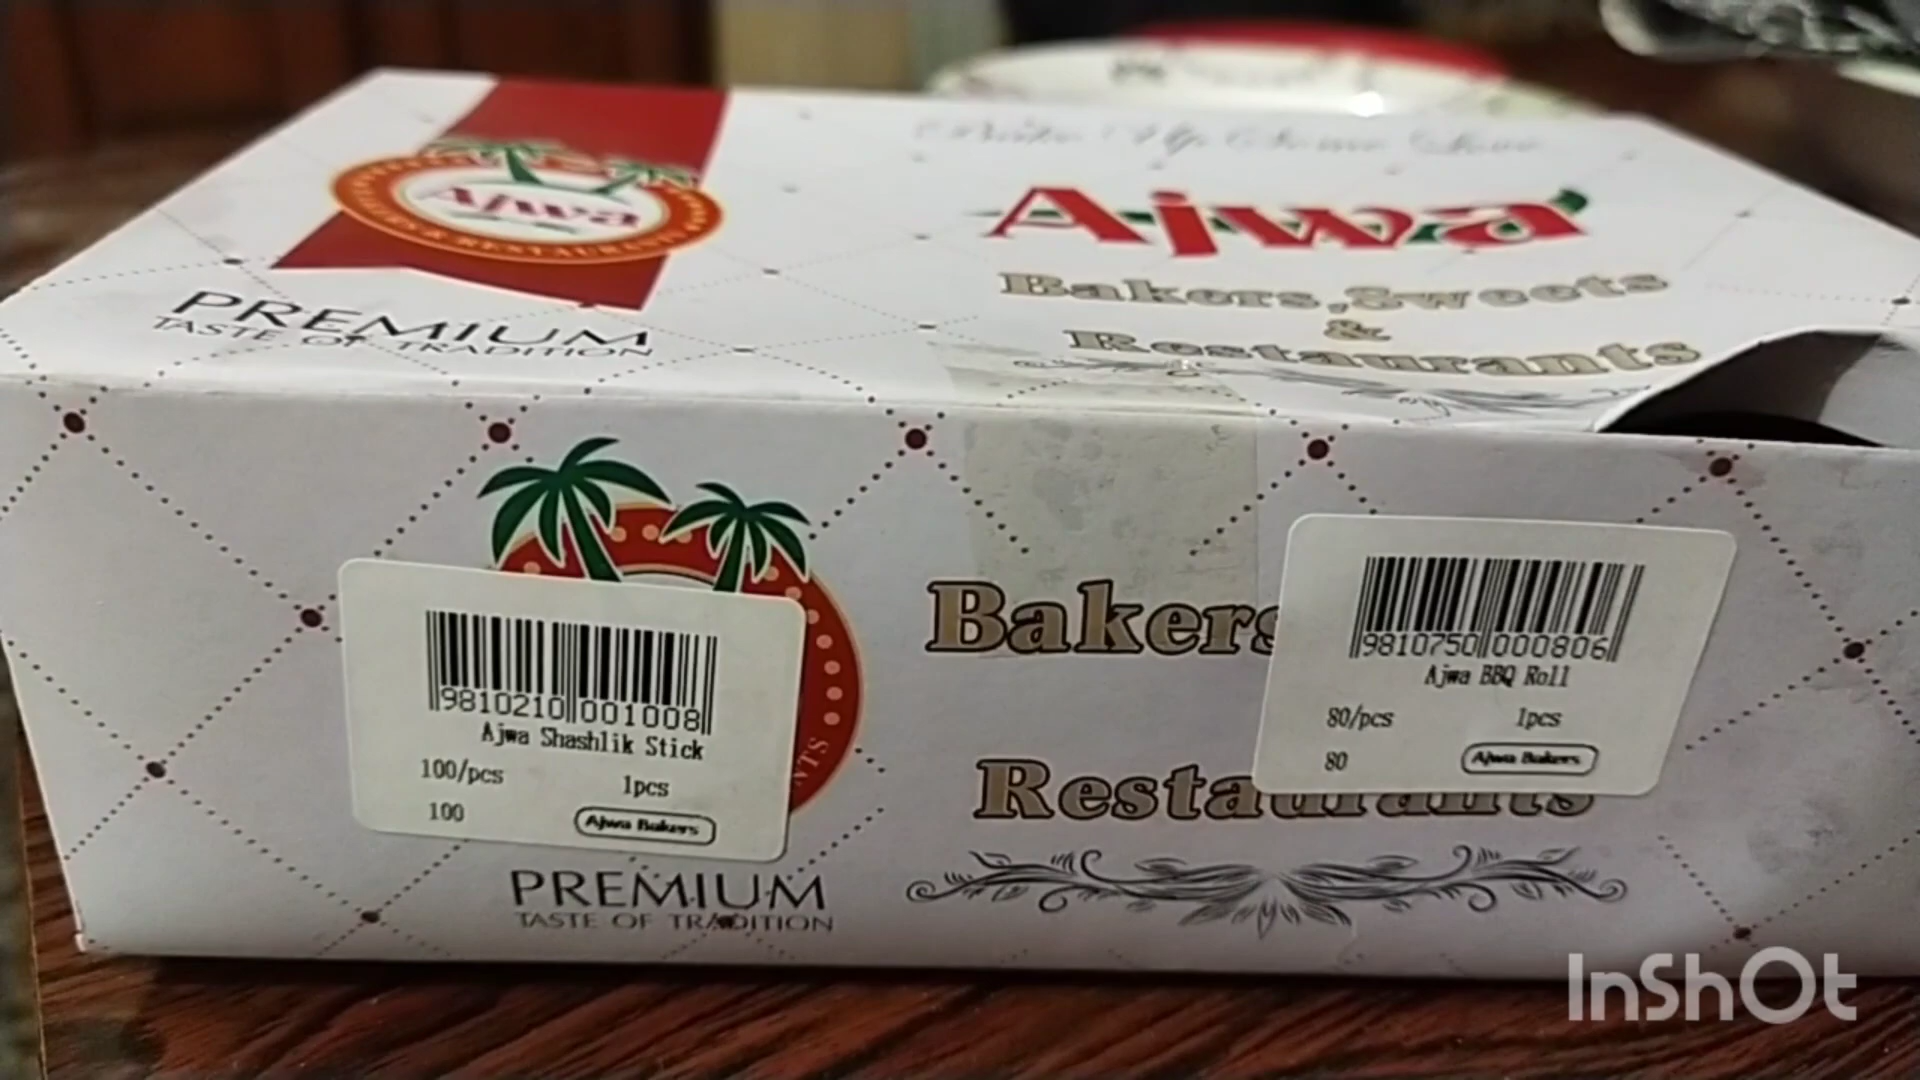 Ajwa
PREMIUM
TASTE OF TRADITION
Ajwa
Bakers, Sweets
&
Restaurants
9810210 001008
Ajwa Shashlik Stick
100/pcs 1pcs
100 Ajwa Bakers
NTS
PREMIUM
TASTE OF TRADITION
Bakers
Restaurants
9810750 000806
Ajwa BBQ Roll
80/pcs 1pcs
80 Ajwa Bakers
InShOt